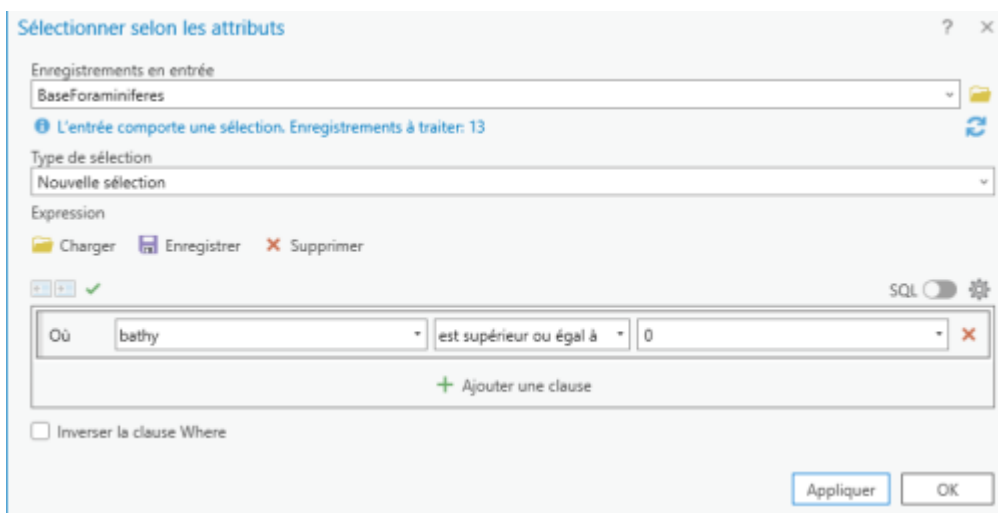 Sélectionner selon les attributs ? ×
Enregistrements en entrée
BaseForaminiferes
L'entrée comporte une sélection. Enregistrements à traiter: 13
Type de sélection
Nouvelle sélection
Expression
Charger Enregistrer Supprimer
SQL
Où bathy est supérieur ou égal à 0
Ajouter une clause
Inverser la clause Where
Appliquer OK